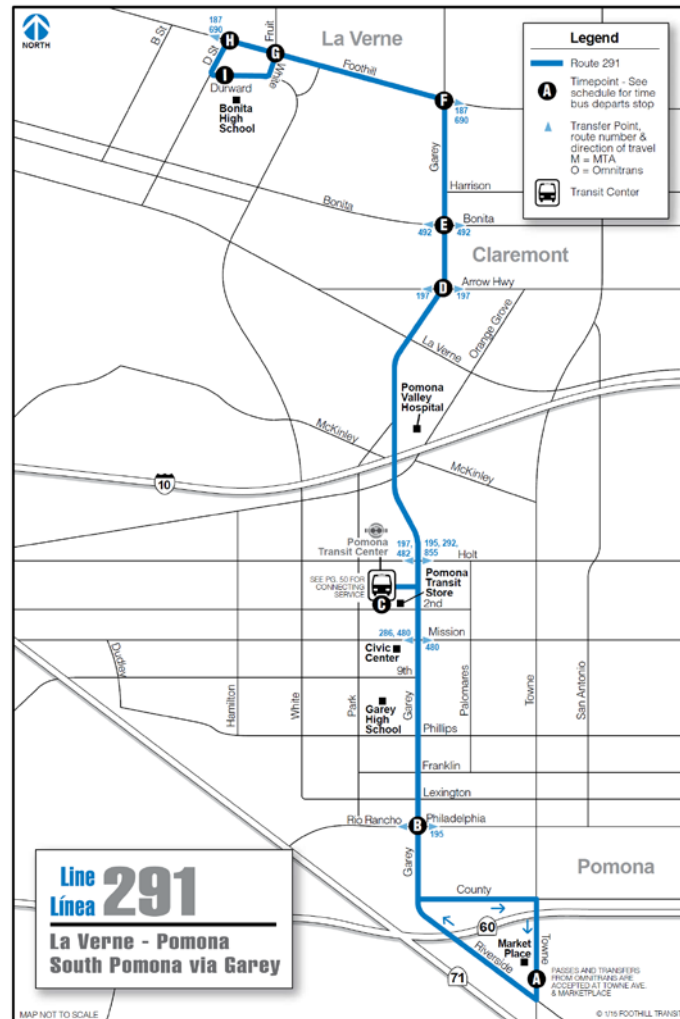 NORTH
187
690
B St
D St
H
G
Fruit
White
I
Durward
Bonita
High
School
La Verne
Foothill
F
187
690
Garey
Harrison
Legend
Route 291
A
Timepoint - See
schedule for time
bus departs stop
Transfer Point,
route number &
direction of travel
M = MTA
O = Omnitrans
Transit Center
Bonita
E
Bonita
492
492
Claremont
D
Arrow Hwy
197
197
Orange Grove
La Verne
Pomona
Valley
Hospital
McKinley
McKinley
10
Pomona
Transit Center
197,
482
195, 292,
855
Holt
SEE PG. 50 FOR
CONNECTING
SERVICE
C
Pomona
Transit
Store
2nd
286, 480
Mission
480
Civic
Center
9th
Dudley
Hamilton
White
Park
Garey
Palomares
Towne
San Antonio
Garey
High
School
Phillips
Franklin
Lexington
Rio Rancho
B
Philadelphia
195
Garey
Pomona
County
60
Riverside
Market
Place
Towne
A
71
PASSES AND TRANSFERS
FROM OMNITRANS ARE
ACCEPTED AT TOWNE AVE.
& MARKETPLACE
Line
Línea
291
La Verne - Pomona
South Pomona via Garey
MAP NOT TO SCALE
© 1/15 FOOTHILL TRANSIT